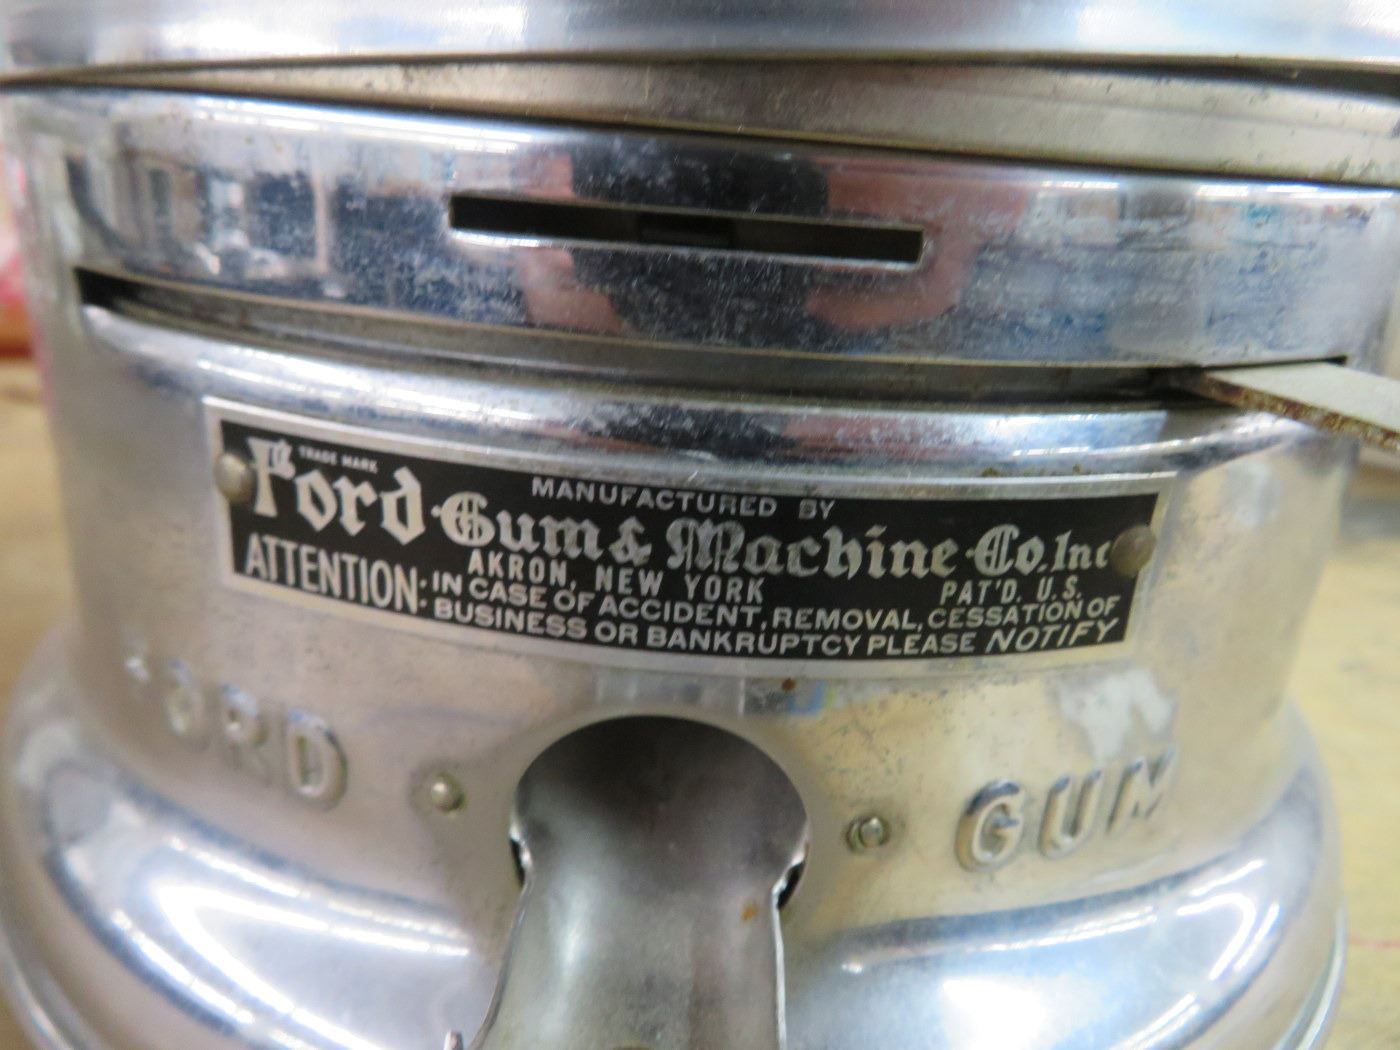 TRADE MARK
Ford
MANUFACTURED BY
Gum & Machine Co. Inc
AKRON, NEW YORK PAT'D. U.S.
ATTENTION: IN CASE OF ACCIDENT, REMOVAL, CESSATION OF
BUSINESS OR BANKRUPTCY PLEASE NOTIFY
FORD GUM